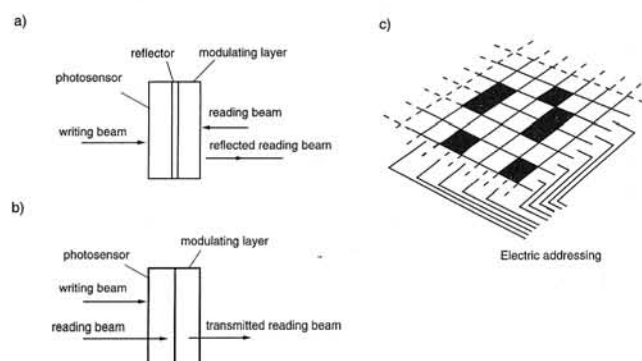 a)
reflector
modulating layer
photosensor
reading beam
writing beam
reflected reading beam
b)
modulating layer
photosensor
writing beam
reading beam
transmitted reading beam
c)
Electric addressing